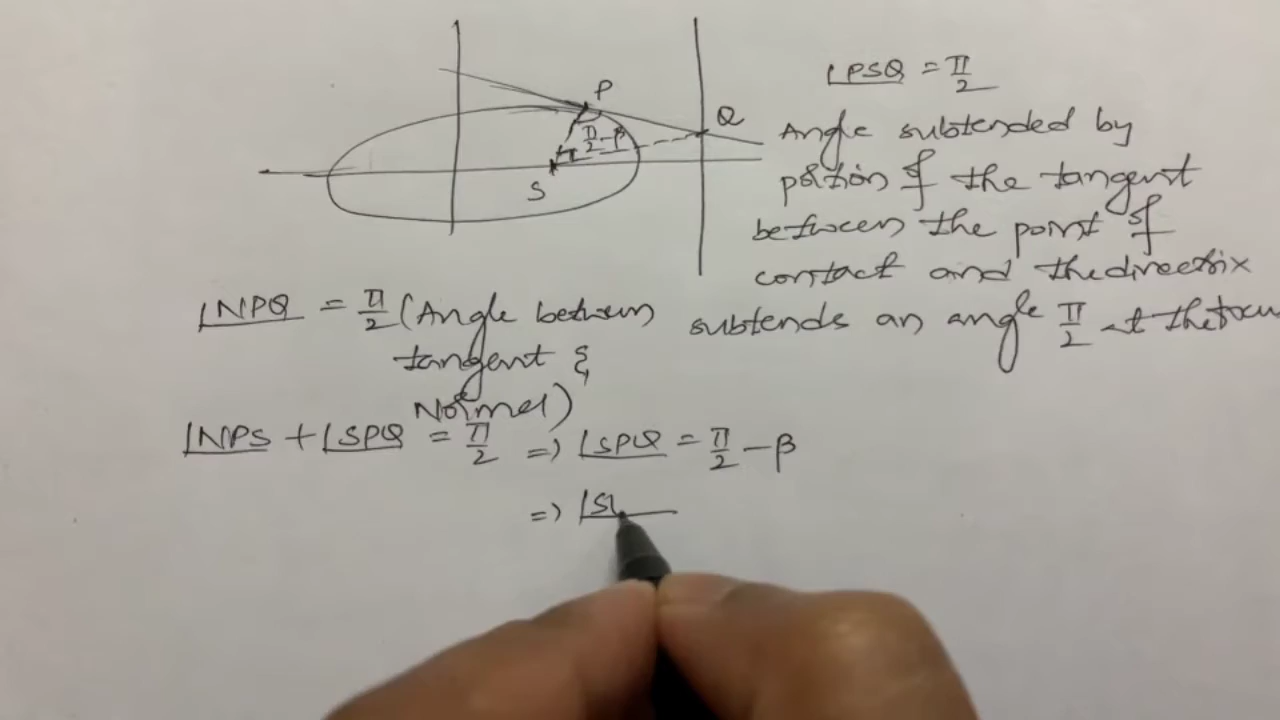 P
Q
π/2 - β
S
∠PSQ = π/2
Angle subtended by
portion of the tangent
between the point of
contact and the directrix
subtends an angle π/2 at the focu
∠NPQ = π/2 (Angle between
tangent &
Normal)
∠NPS + ∠SPQ = π/2 => ∠SPQ = π/2 - β
=> ∠S